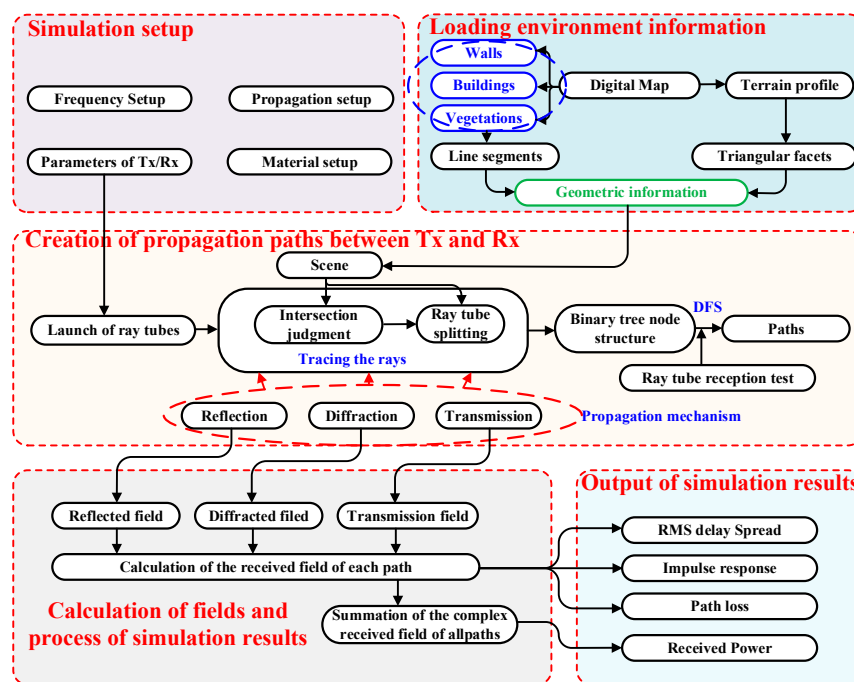 Simulation setup
Frequency Setup
Propagation setup
Parameters of Tx/Rx
Material setup
Loading environment information
Walls
Buildings
Vegetations
Digital Map
Terrain profile
Line segments
Triangular facets
Geometric information
Creation of propagation paths between Tx and Rx
Scene
Launch of ray tubes
Intersection
judgment
Ray tube
splitting
Tracing the rays
Binary tree node
structure
DFS
Paths
Ray tube reception test
Reflection
Diffraction
Transmission
Propagation mechanism
Reflected field
Diffracted filed
Transmission field
Calculation of the received field of each path
Calculation of fields and
process of simulation results
Summation of the complex
received field of allpaths
Output of simulation results
RMS delay Spread
Impulse response
Path loss
Received Power